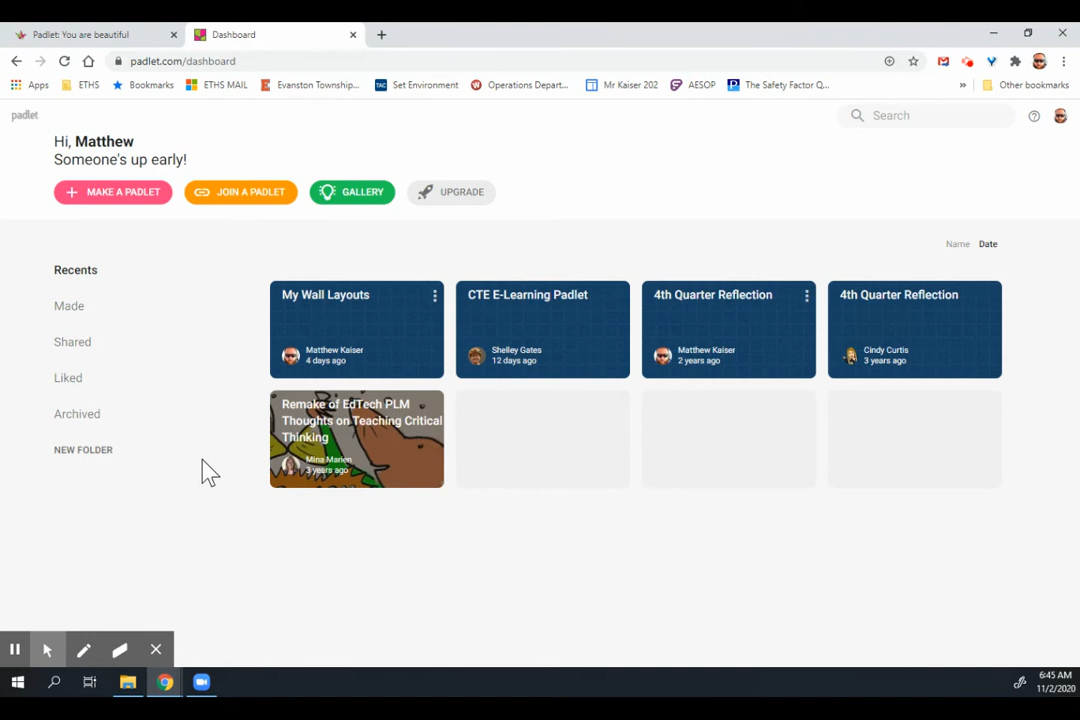 Padlet: You are beautiful
Dashboard
padlet.com/dashboard
Apps
ETHS
Bookmarks
ETHS MAIL
Evanston Township...
Set Environment
Operations Depart...
Mr Kaiser 202
AESOP
The Safety Factor Q...
»
Other bookmarks
padlet
Search
Hi, Matthew
Someone's up early!
MAKE A PADLET
JOIN A PADLET
GALLERY
UPGRADE
Name Date
Recents
Made
Shared
Liked
Archived
NEW FOLDER
My Wall Layouts
Matthew Kaiser
4 days ago
CTE E-Learning Padlet
Shelley Gates
12 days ago
4th Quarter Reflection
Matthew Kaiser
2 years ago
4th Quarter Reflection
Cindy Curtis
3 years ago
Remake of EdTech PLM
Thoughts on Teaching Critical
Thinking
Mina Marien
3 years ago
6:45 AM
11/2/2020